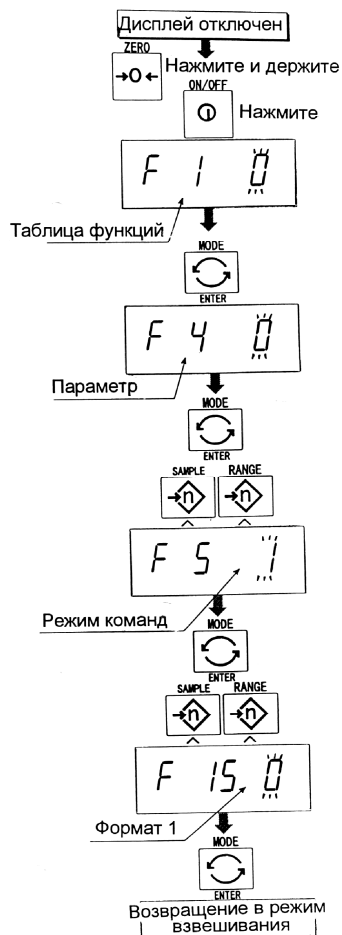 Дисплей отключен
ZERO
→0←
Нажмите и держите
ON/OFF
Нажмите
F 1 0
Таблица функций
MODE
ENTER
F 4 0
Параметр
MODE
ENTER
SAMPLE RANGE
→n →n
F 5 1
Режим команд
MODE
ENTER
SAMPLE RANGE
→n →n
F 15 0
Формат 1
MODE
ENTER
Возвращение в режим
взвешивания